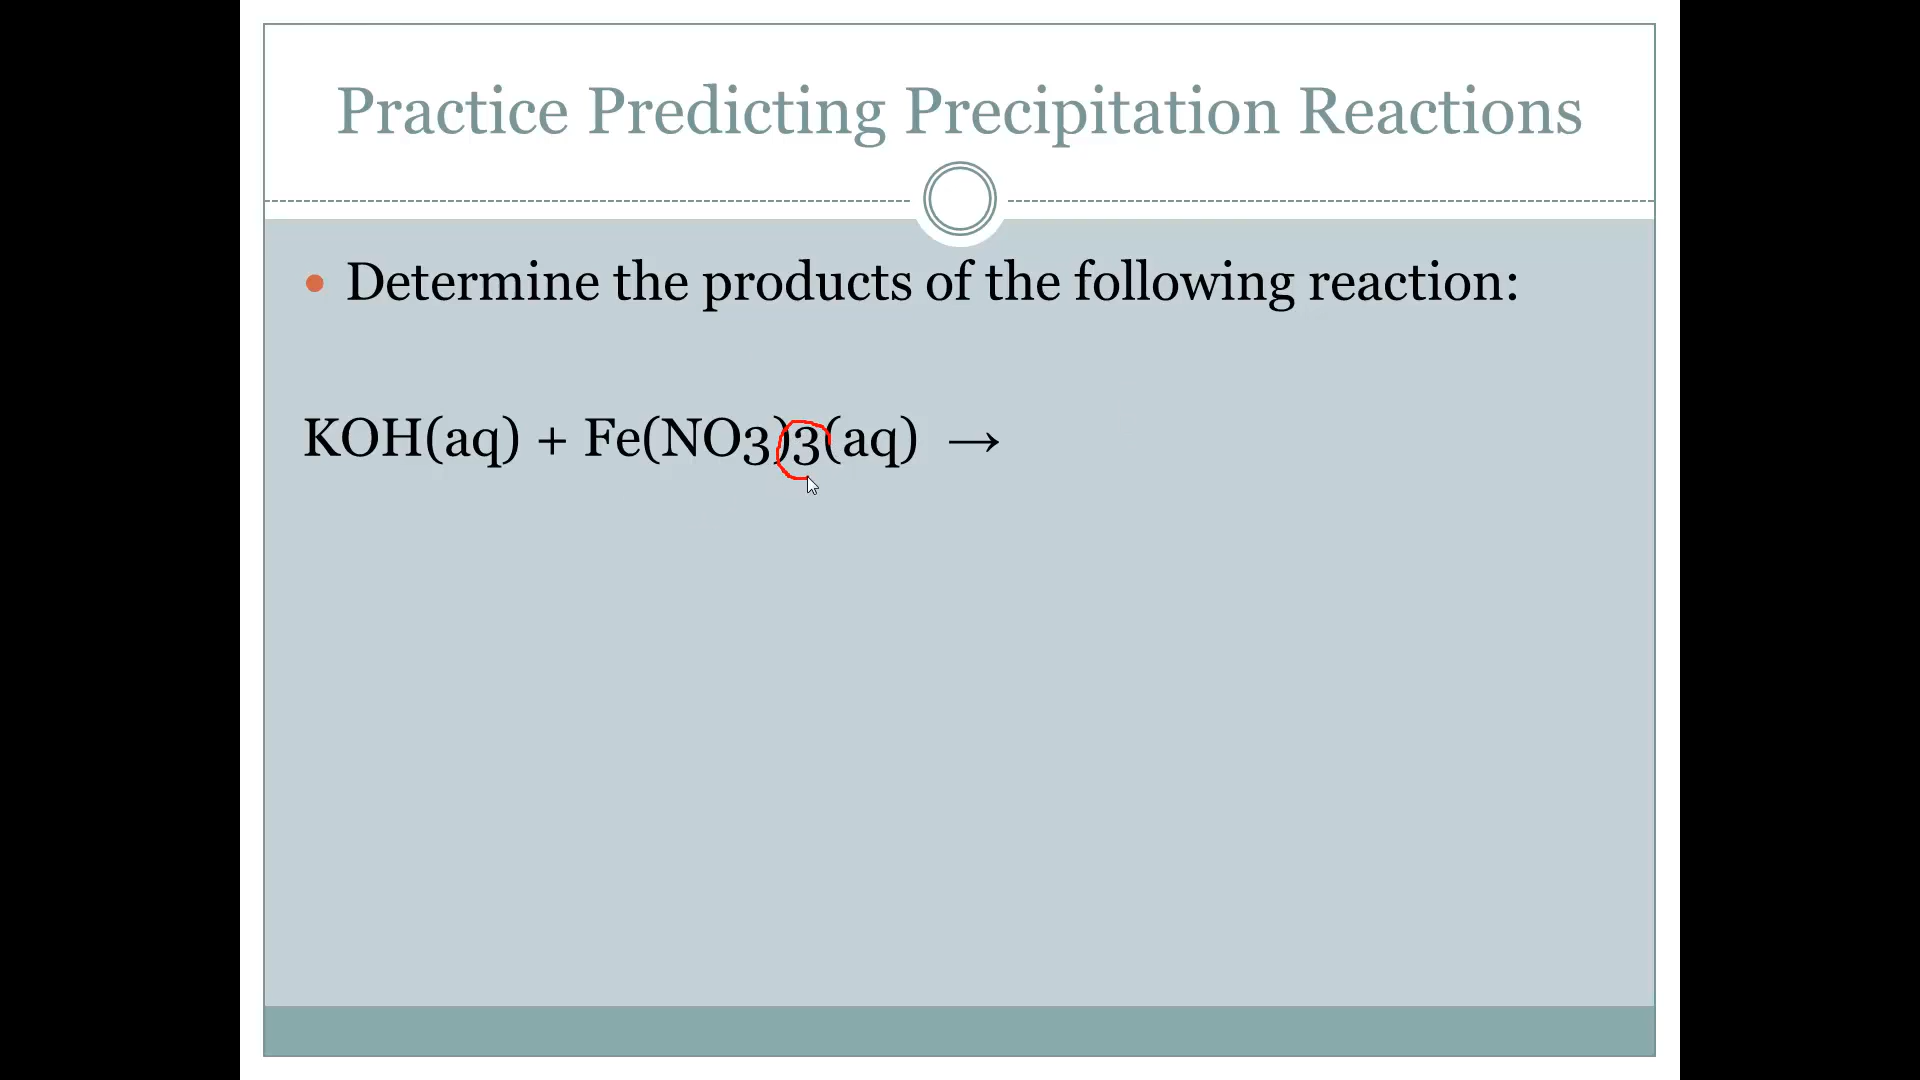 Practice Predicting Precipitation Reactions
• Determine the products of the following reaction:
KOH(aq) + Fe(NO3)3(aq) →